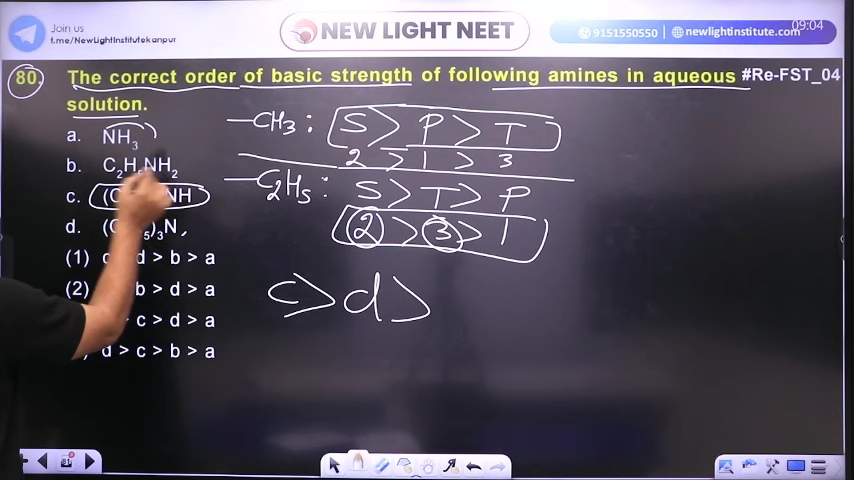 Join us
t.me/NewLightInstitutekanpur
NEW LIGHT NEET
9151550550 | newlightinstitute.com
09:04
80. The correct order of basic strength of following amines in aqueous #Re-FST_04
solution.
a. NH3
b. C2H NH2
c. NH
d. 5)3N
(1) d > b > a
(2) b > d > a
c > d > a
d > c > b > a
—CH3 : S > P > T
2 > 1 > 3
—C2H5 : S > T > P
2 > 3 > 1
c > d >